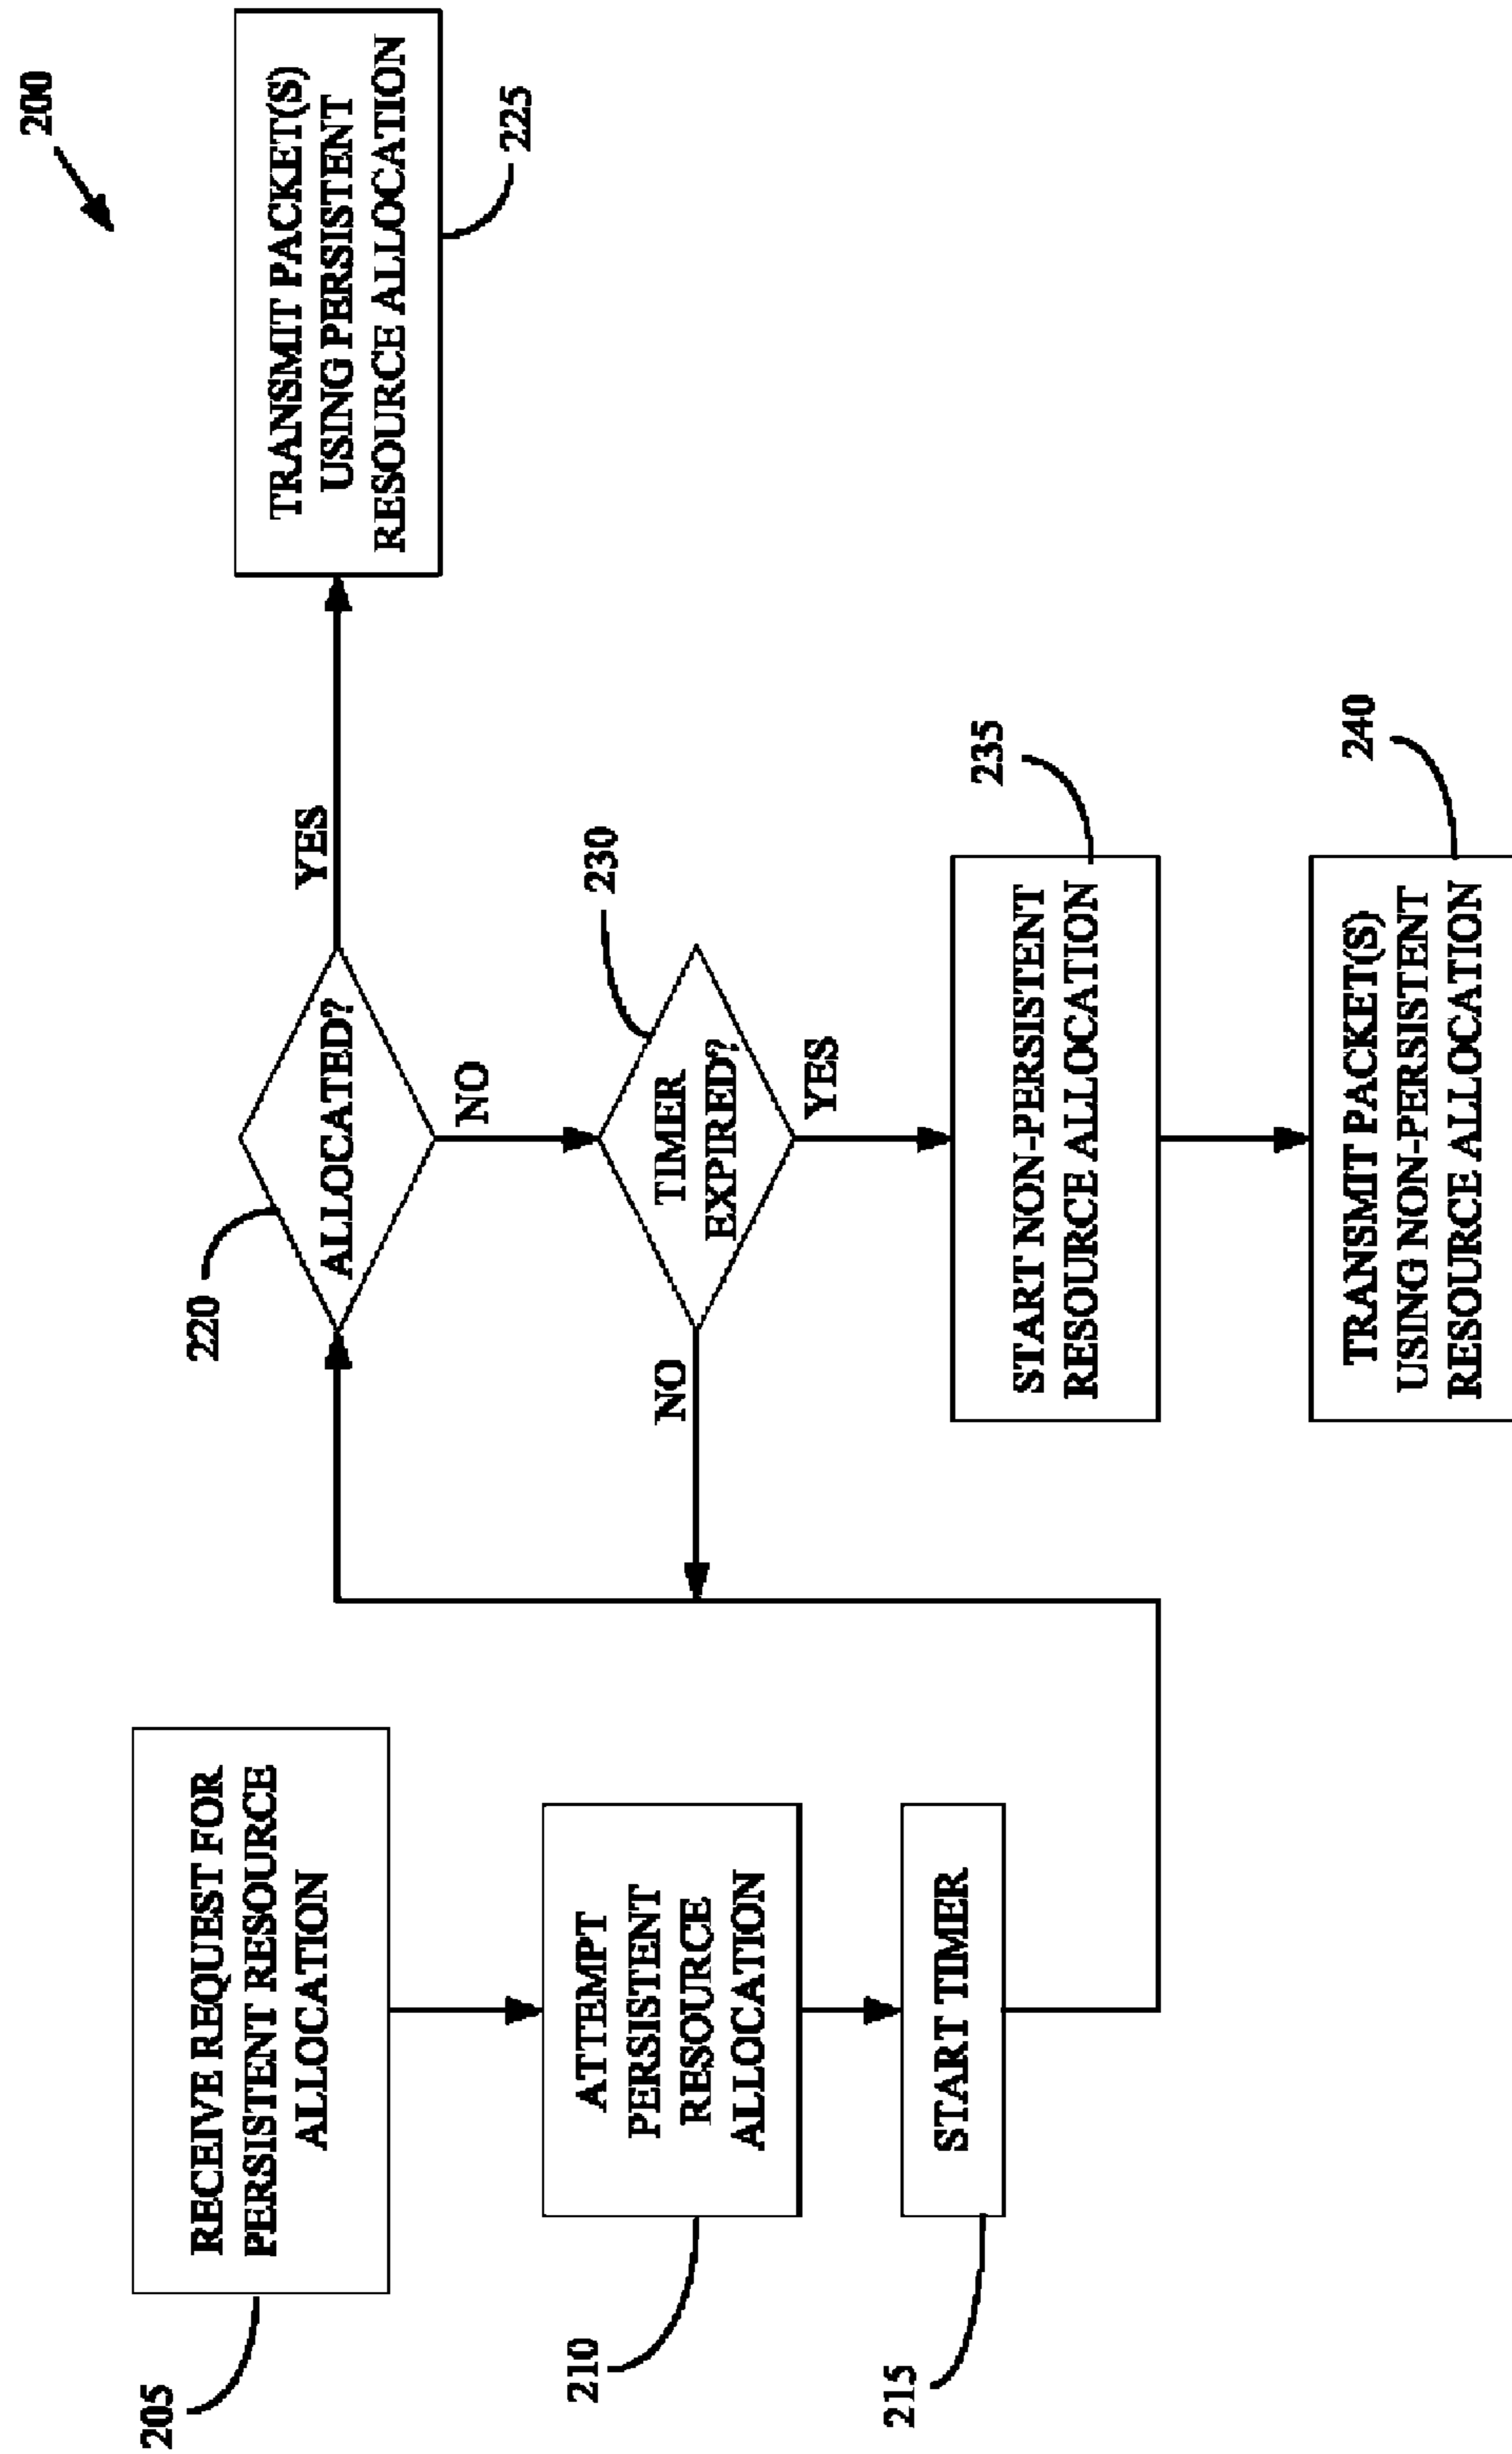 200
205
RECEIVE REQUEST FOR
PERSISTENT RESOURCE
ALLOCATION
210
ATTEMPT
PERSISTENT
RESOURCE
ALLOCATION
215
START TIMER
220
ALLOCATED?
YES
NO
TRANSMIT PACKET(S)
USING PERSISTENT
RESOURCE ALLOCATION
225
230
TIMER
EXPIRED?
NO
YES
235
START NON-PERSISTENT
RESOURCE ALLOCATION
240
TRANSMIT PACKET(S)
USING NON-PERSISTENT
RESOURCE ALLOCATION